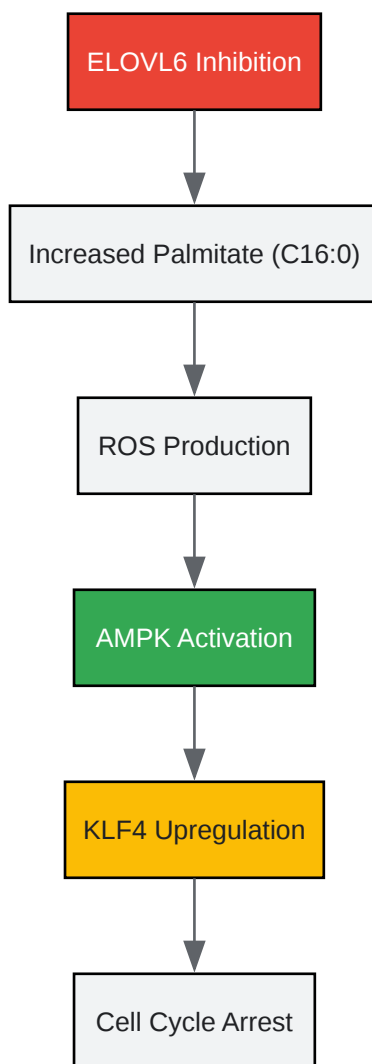 ELOVL6 Inhibition
Increased Palmitate (C16:0)
ROS Production
AMPK Activation
KLF4 Upregulation
Cell Cycle Arrest